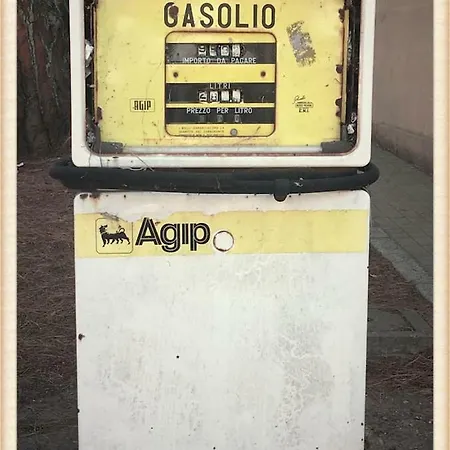 GASOLIO
IMPORTO DA PAGARE
LITRI
PREZZO PER LITRO
AGIP
Agip